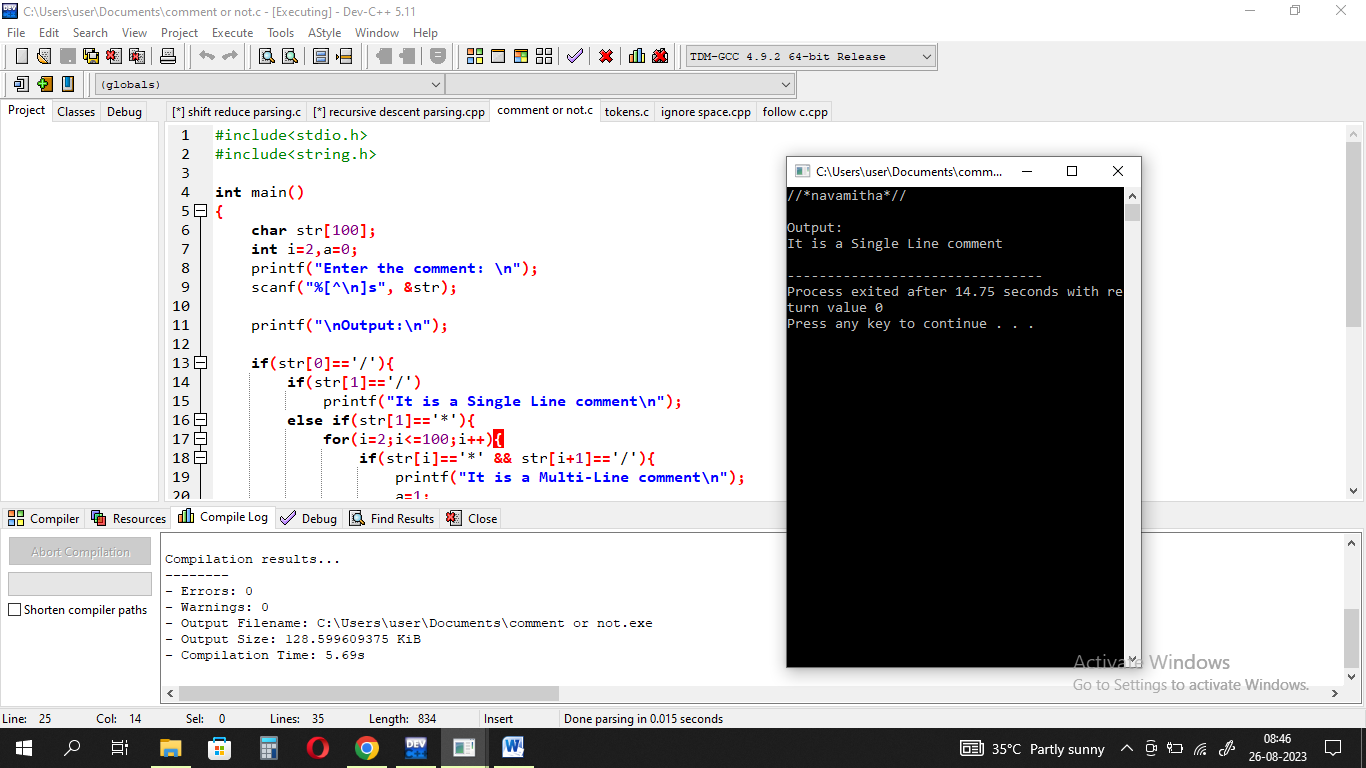 C:\Users\user\Documents\comment or not.c - [Executing] - Dev-C++ 5.11
File Edit Search View Project Execute Tools AStyle Window Help
TDM-GCC 4.9.2 64-bit Release
(globals)
Project Classes Debug
[*] shift reduce parsing.c [*] recursive descent parsing.cpp comment or not.c tokens.c ignore space.cpp follow c.cpp
1 #include<stdio.h>
2 #include<string.h>
3
4 int main()
5 {
6 char str[100];
7 int i=2,a=0;
8 printf("Enter the comment: \n");
9 scanf("%[^\n]s", &str);
10
11 printf("\nOutput:\n");
12
13 if(str[0]=='/'){
14 if(str[1]=='/')
15 printf("It is a Single Line comment\n");
16 else if(str[1]=='*'){
17 for(i=2;i<=100;i++){
18 if(str[i]=='*' && str[i+1]=='/'){
19 printf("It is a Multi-Line comment\n");
20 a=1;
C:\Users\user\Documents\comm...
//*navamitha*//
Output:
It is a Single Line comment
--------------------------------
Process exited after 14.75 seconds with re
turn value 0
Press any key to continue . . .
Compiler Resources Compile Log Debug Find Results Close
Abort Compilation
Shorten compiler paths
Compilation results...
--------
- Errors: 0
- Warnings: 0
- Output Filename: C:\Users\user\Documents\comment or not.exe
- Output Size: 128.599609375 KiB
- Compilation Time: 5.69s
Activate Windows
Go to Settings to activate Windows.
Line: 25 Col: 14 Sel: 0 Lines: 35 Length: 834 Insert Done parsing in 0.015 seconds
DEV
W
35°C Partly sunny
08:46
26-08-2023